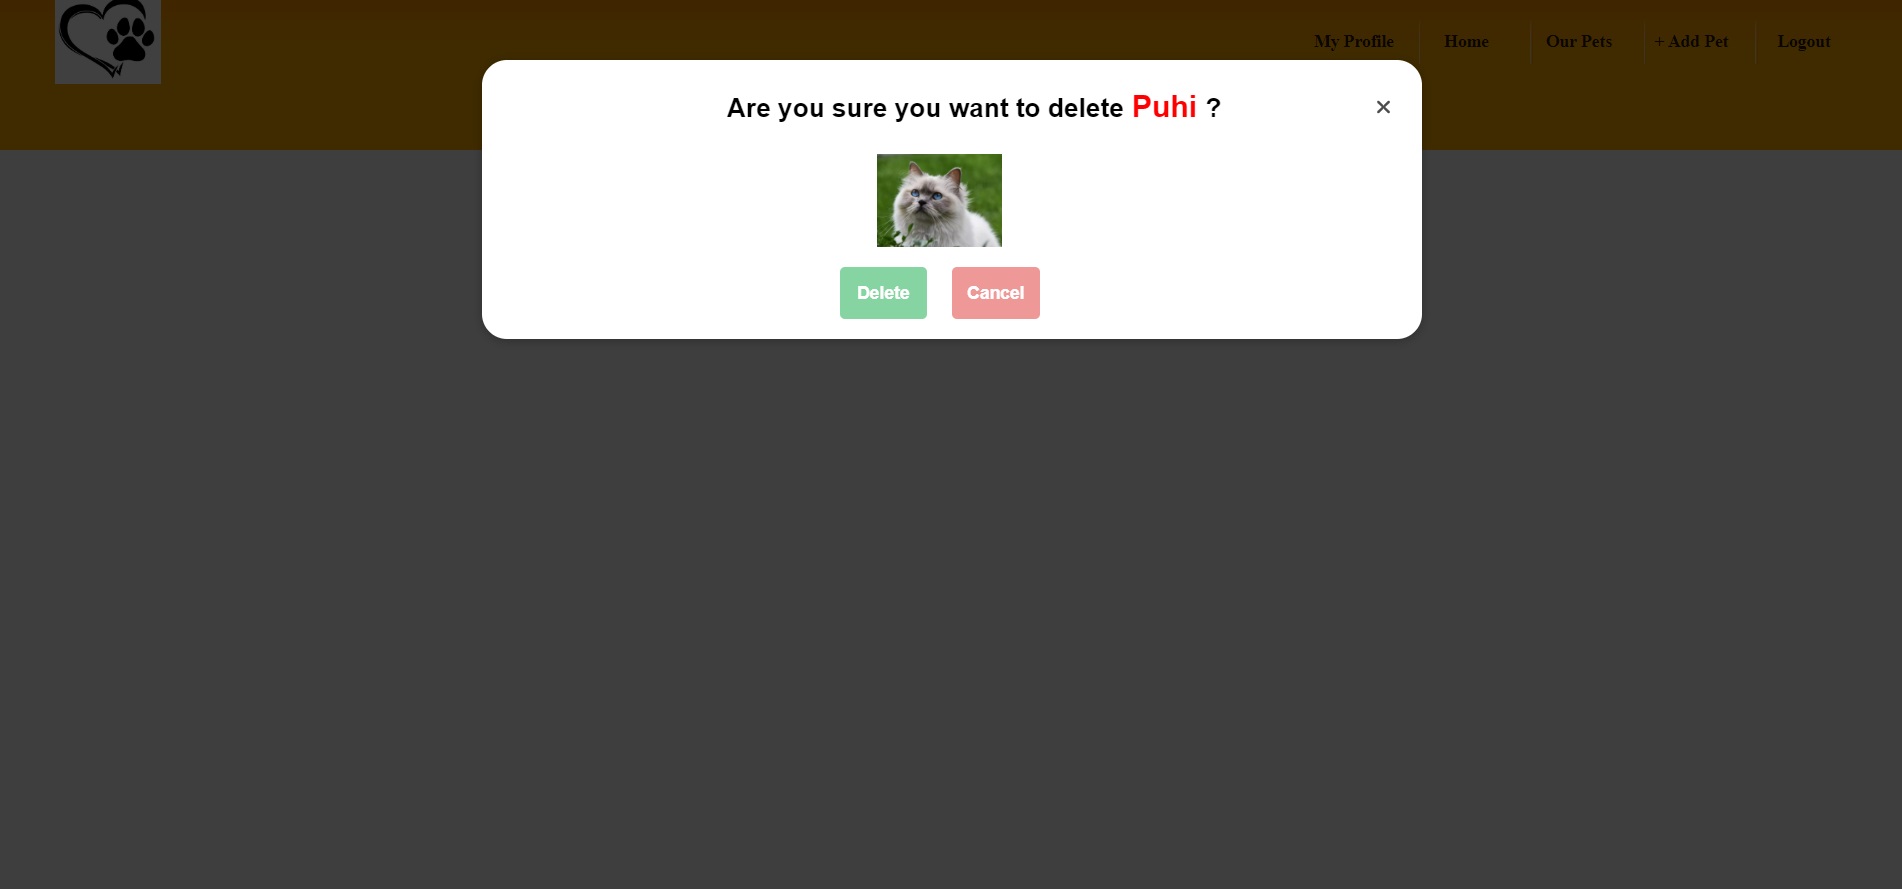 My Profile
Home
Our Pets
+ Add Pet
Logout
Are you sure you want to delete Puhi ?
×
Delete
Cancel